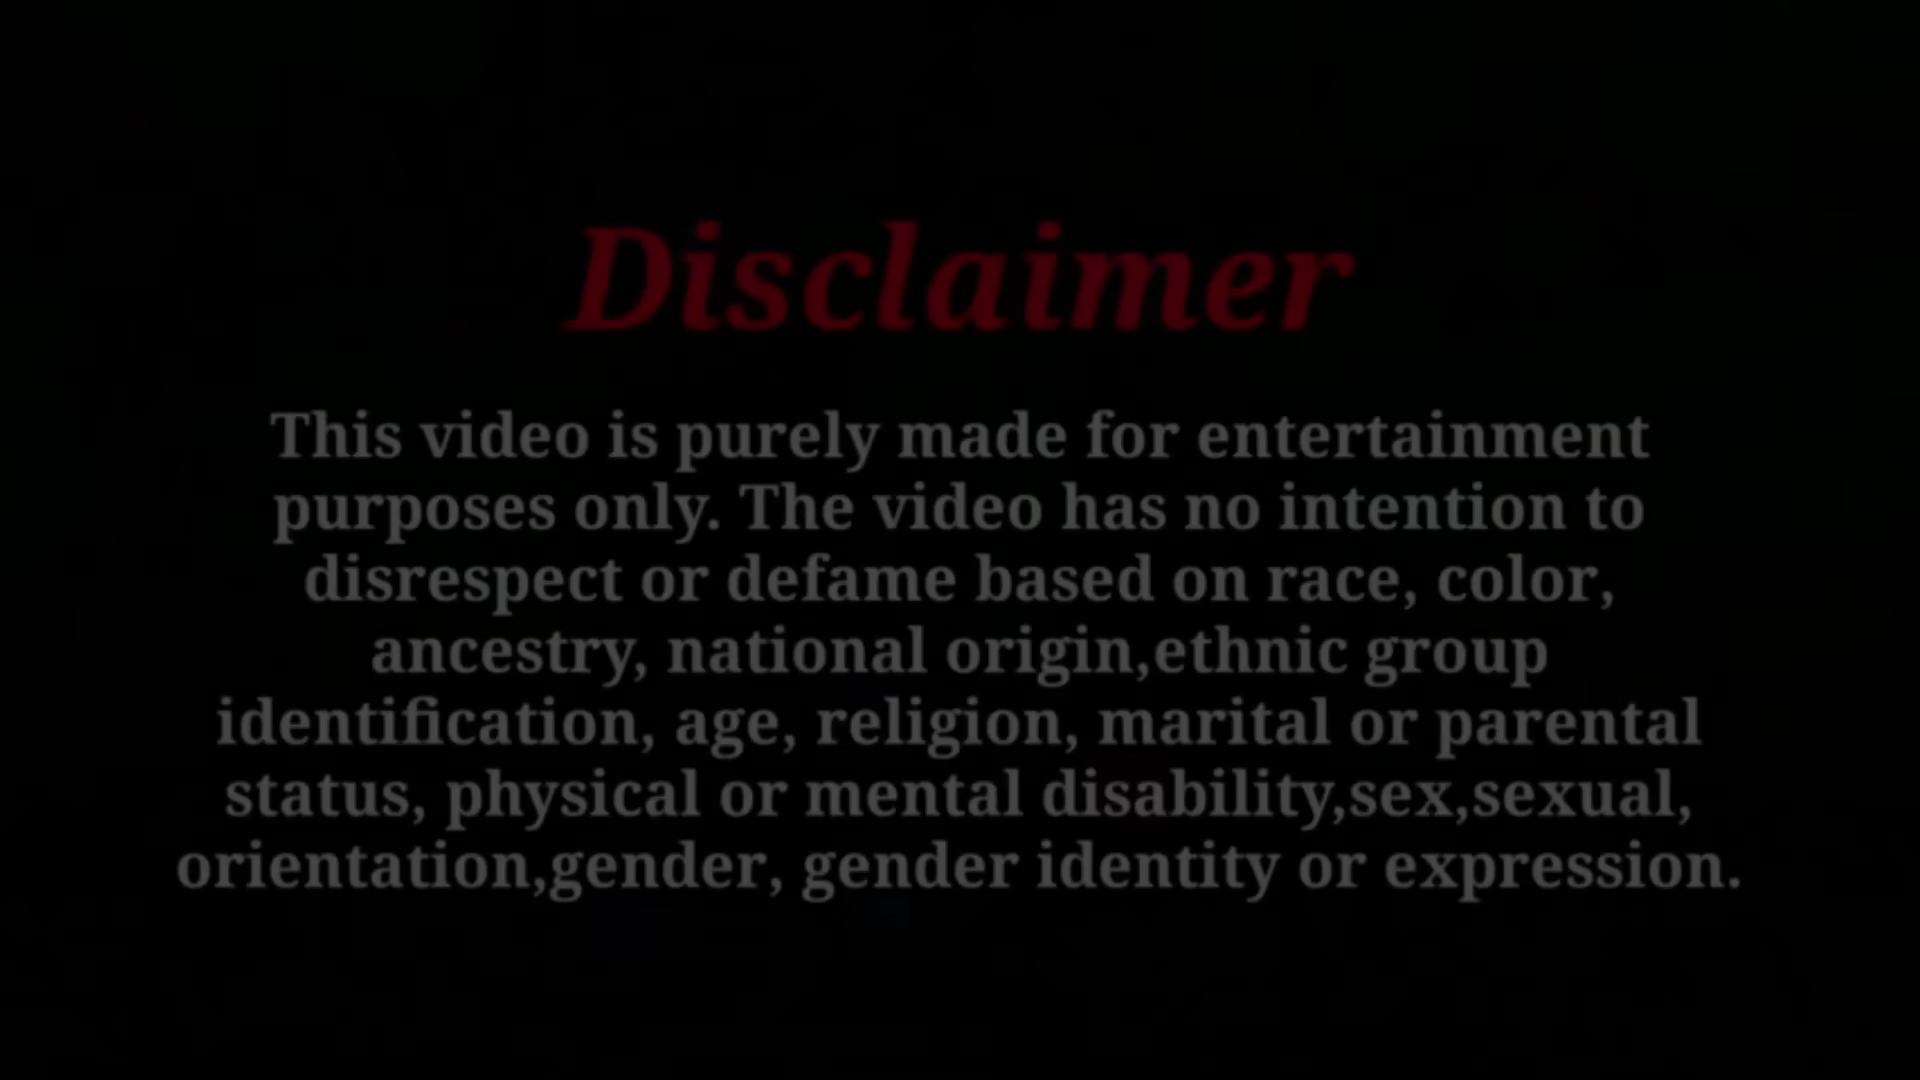 Disclaimer
This video is purely made for entertainment
purposes only. The video has no intention to
disrespect or defame based on race, color,
ancestry, national origin,ethnic group
identification, age, religion, marital or parental
status, physical or mental disability,sex,sexual,
orientation,gender, gender identity or expression.